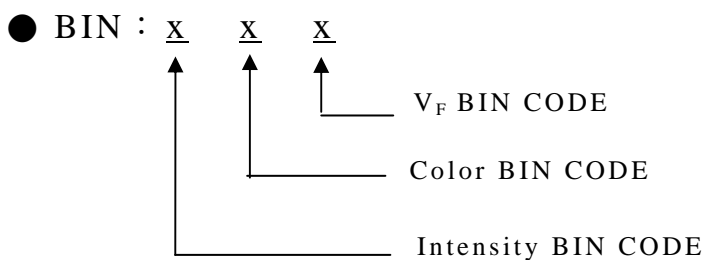 ● BIN : x x x
V_F BIN CODE
Color BIN CODE
Intensity BIN CODE